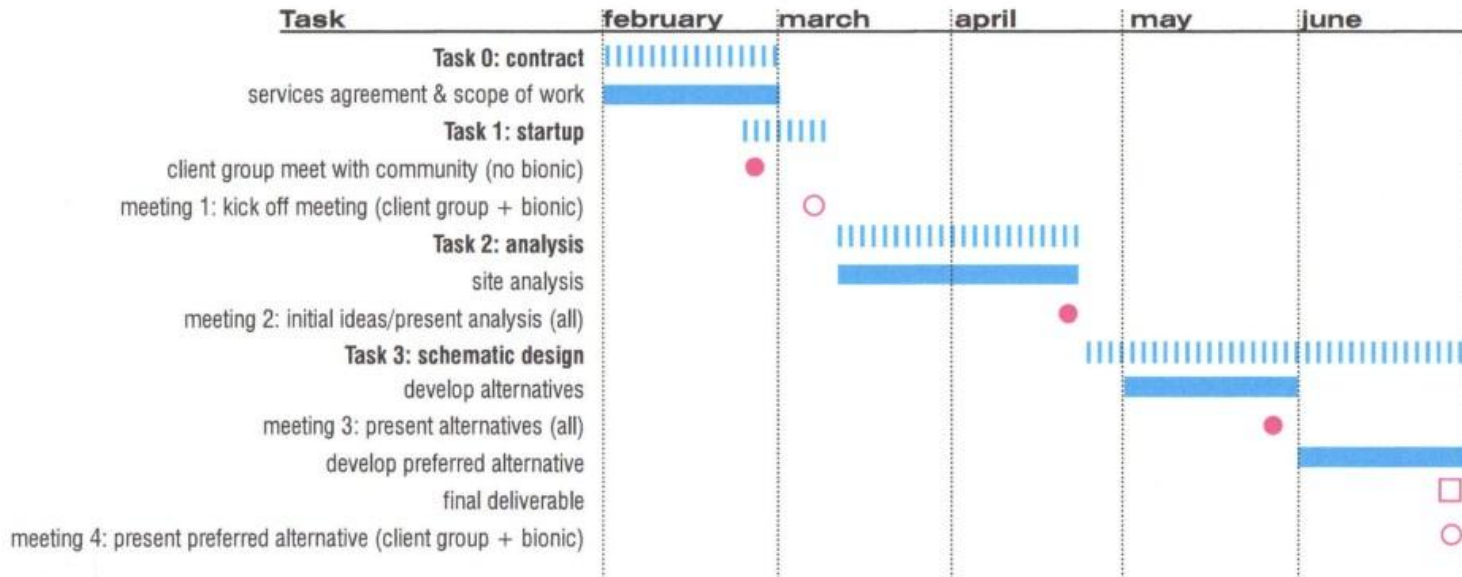 Task february march april may june
Task 0: contract
services agreement & scope of work
Task 1: startup
client group meet with community (no bionic)
meeting 1: kick off meeting (client group + bionic)
Task 2: analysis
site analysis
meeting 2: initial ideas/present analysis (all)
Task 3: schematic design
develop alternatives
meeting 3: present alternatives (all)
develop preferred alternative
final deliverable
meeting 4: present preferred alternative (client group + bionic)